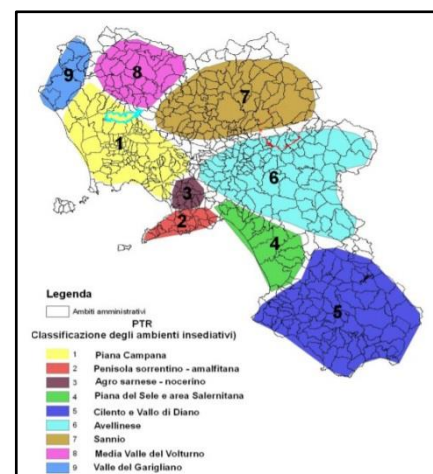 9
8
7
1
6
3
2
4
5
Legenda
Ambiti amministrativi
PTR
Classificazione degli ambienti insediativi)
1 Piana Campana
2 Penisola sorrentino - amalfitana
3 Agro sarnese - nocerino
4 Piana del Sele e area Salernitana
5 Cilento e Vallo di Diano
6 Avellinese
7 Sannio
8 Media Valle del Volturno
9 Valle del Garigliano